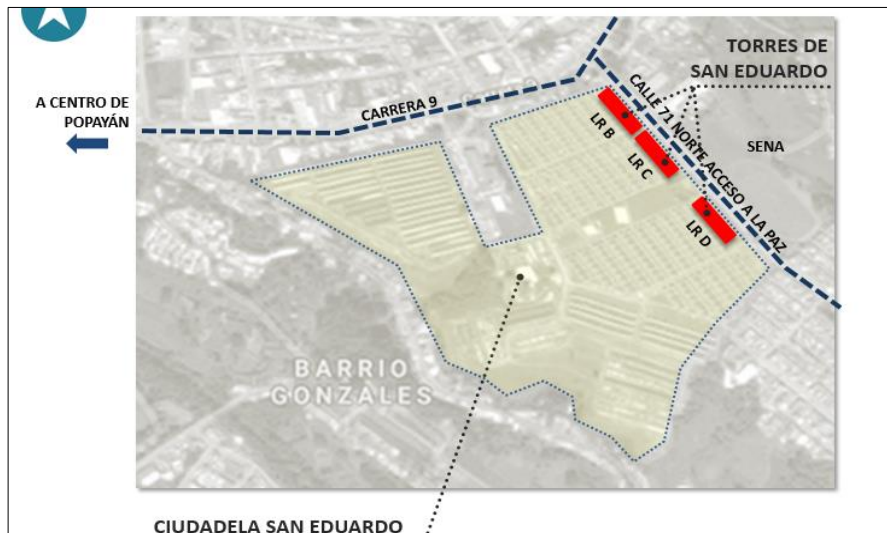 TORRES DE
SAN EDUARDO
A CENTRO DE
POPAYÁN
CARRERA 9
CALLE 71 NORTE ACCESO A LA PAZ
LR B
LR C
SENA
LR D
BARRIO
GONZALES
CIUDADELA SAN EDUARDO